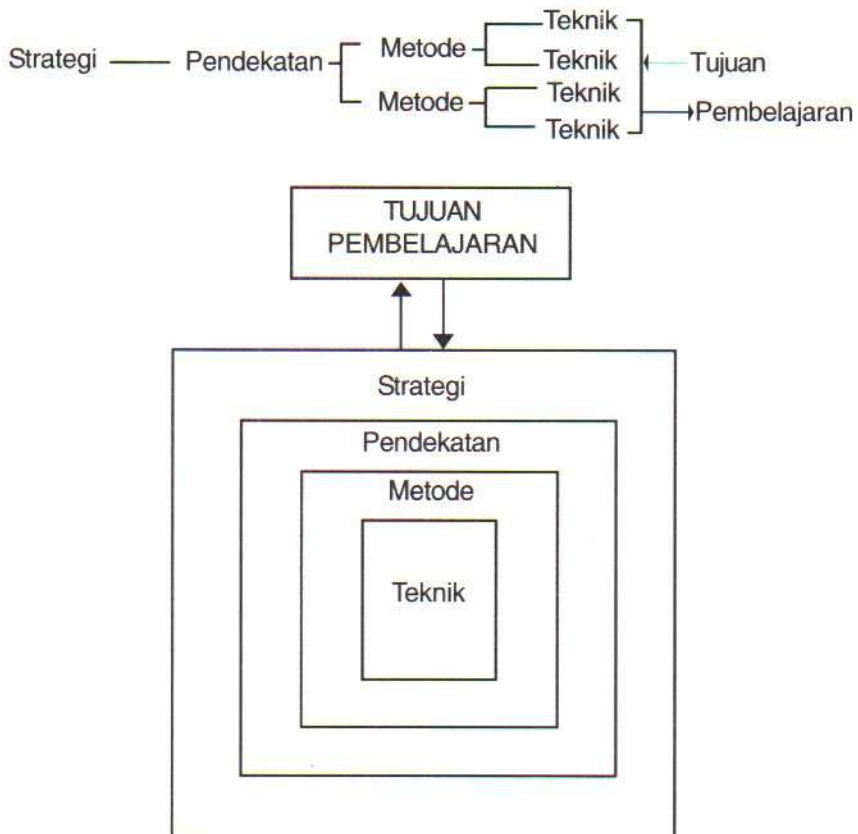 Teknik
Strategi Pendekatan Metode Teknik Tujuan
Metode Teknik Pembelajaran
Teknik
TUJUAN
PEMBELAJARAN
Strategi
Pendekatan
Metode
Teknik